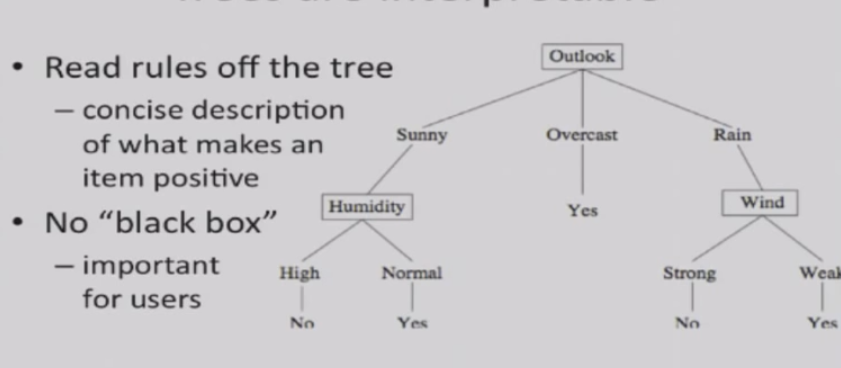 • Read rules off the tree
– concise description
of what makes an
item positive
• No “black box”
– important
for users
Outlook
Sunny Overcast Rain
Humidity Yes Wind
High Normal Strong Weak
No Yes No Yes